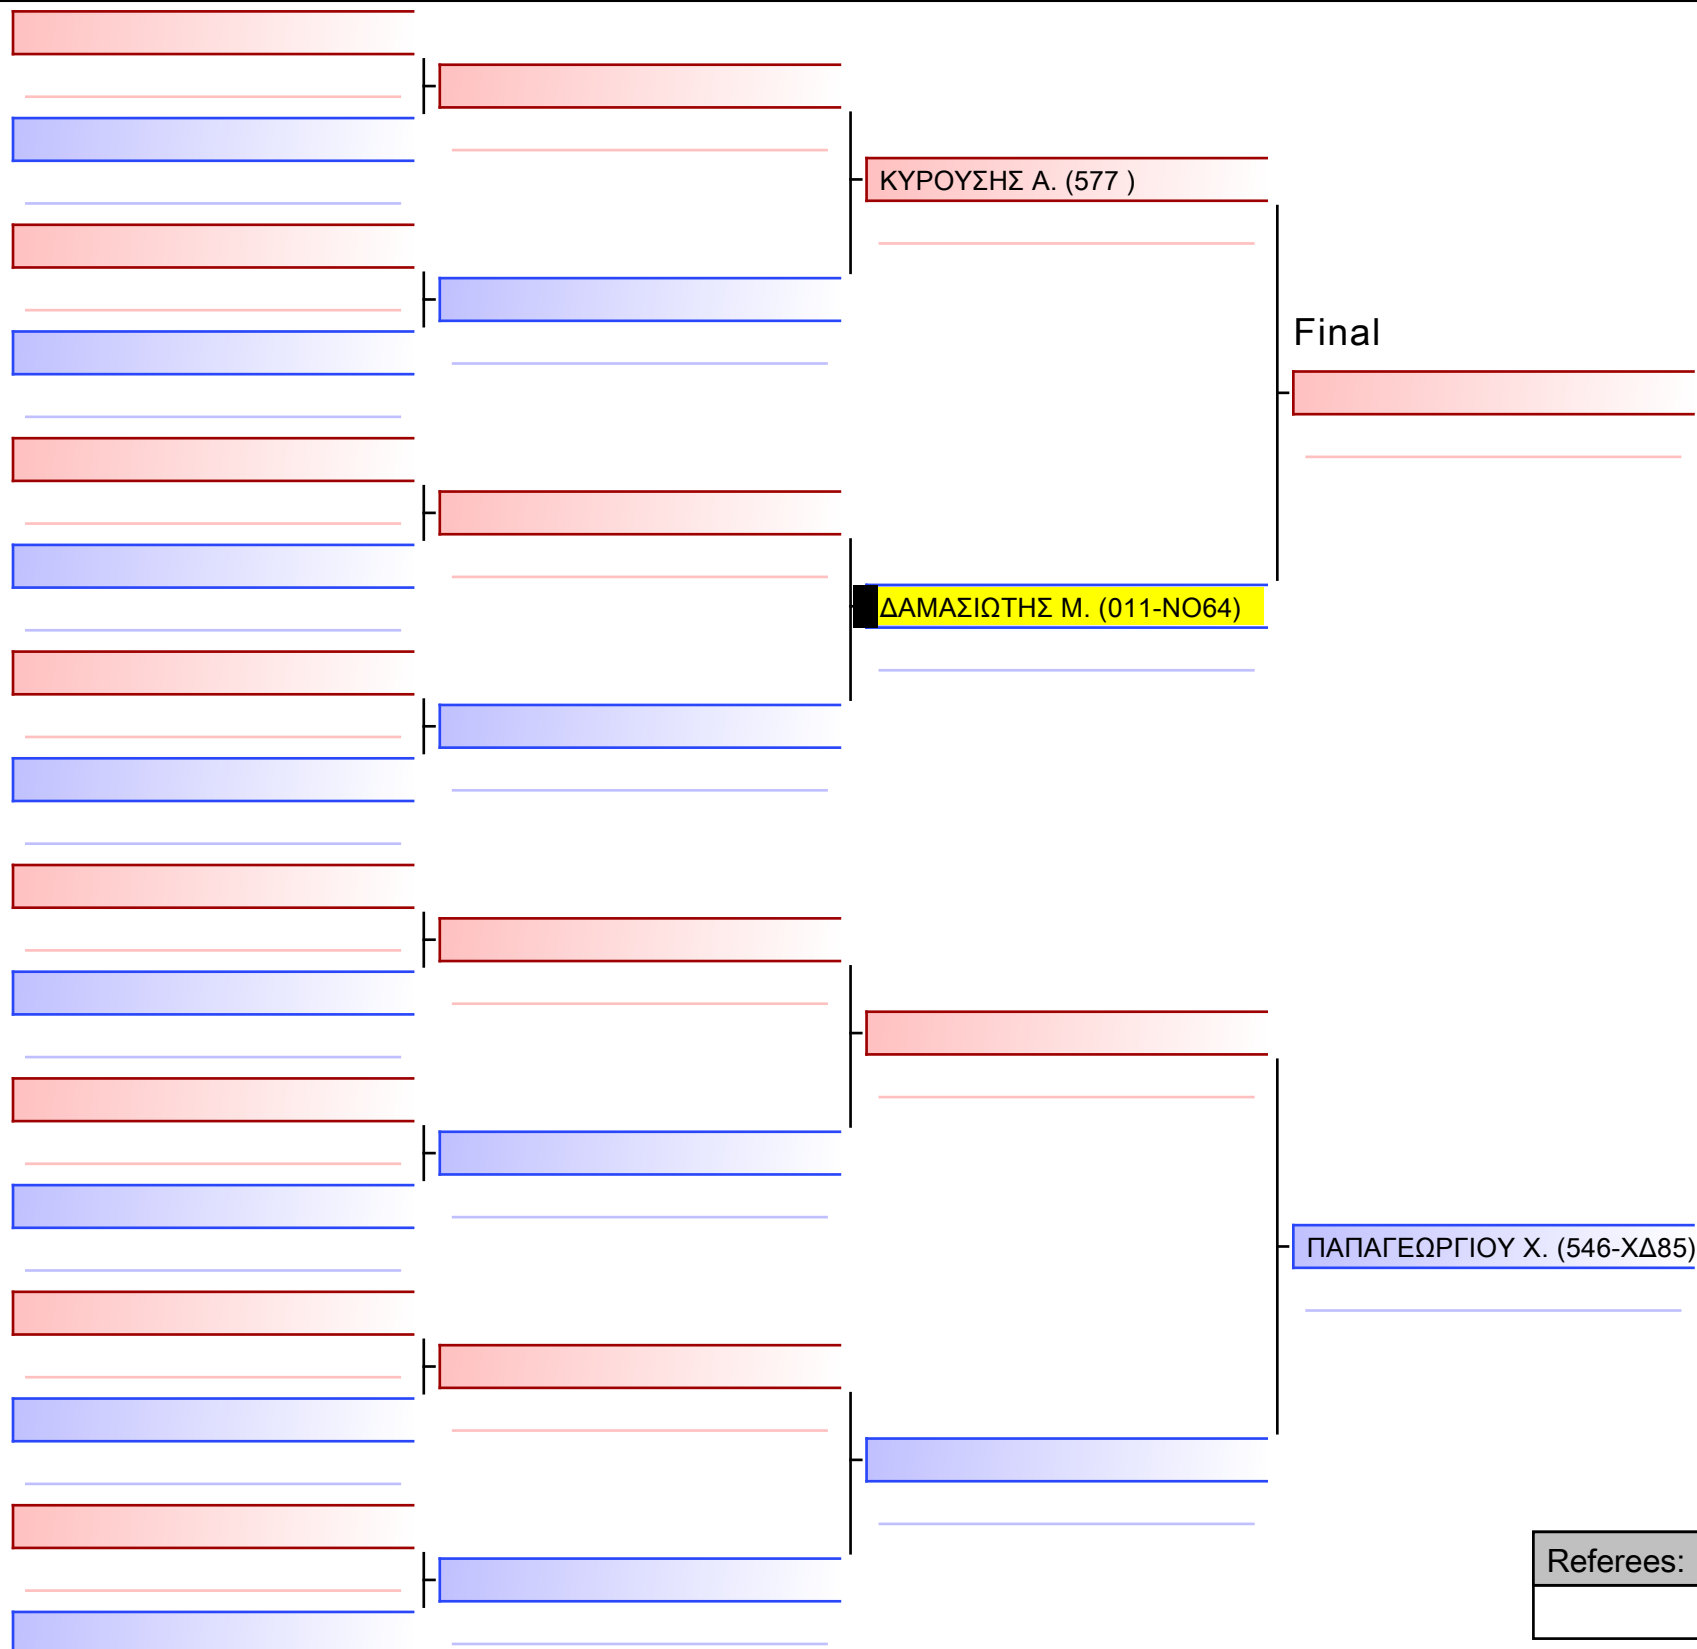 ΚΥΡΟΥΣΗΣ Α. (577 )
Final
ΔΑΜΑΣΙΩΤΗΣ Μ. (011-ΝΟ64)
ΠΑΠΑΓΕΩΡΓΙΟΥ Χ. (546-ΧΔ85)
Referees: